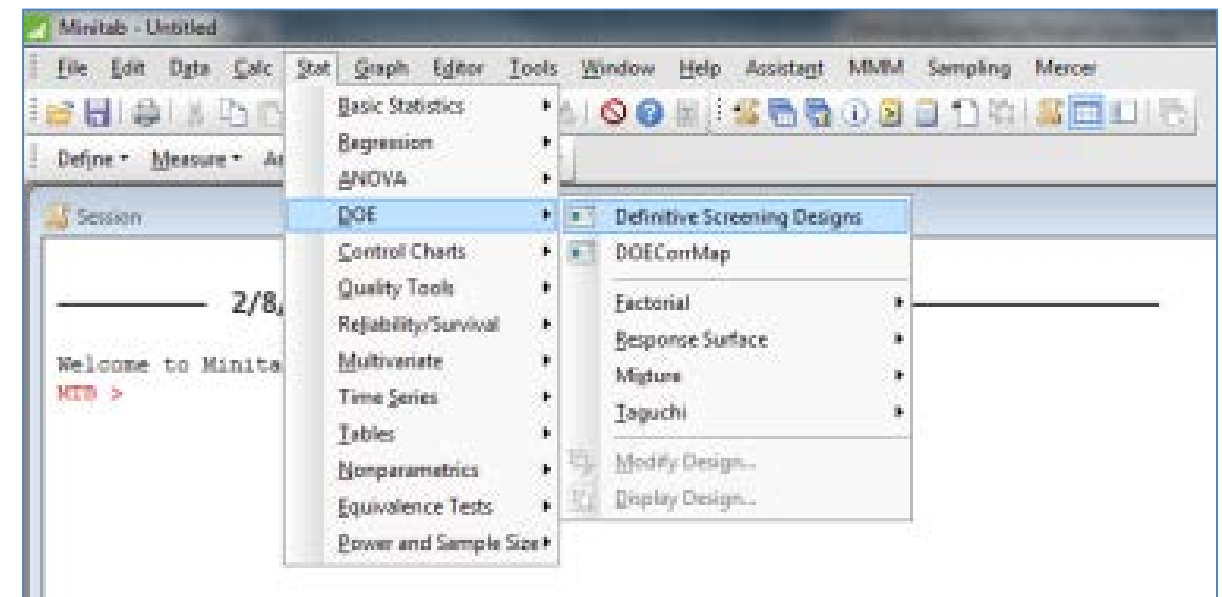 Minitab - Untitled
File Edit Data Calc Stat Graph Editor Tools Window Help Assistant MMM Sampling Mercer
Define Measure
Session
2/8
Welcome to Minita
MTB >
Basic Statistics
Regression
ANOVA
DOE
Control Charts
Quality Tools
Reliability/Survival
Multivariate
Time Series
Tables
Nonparametrics
Equivalence Tests
Power and Sample Size
Definitive Screening Designs
DOECorrMap
Factorial
Response Surface
Mixture
Taguchi
Modify Design...
Display Design...